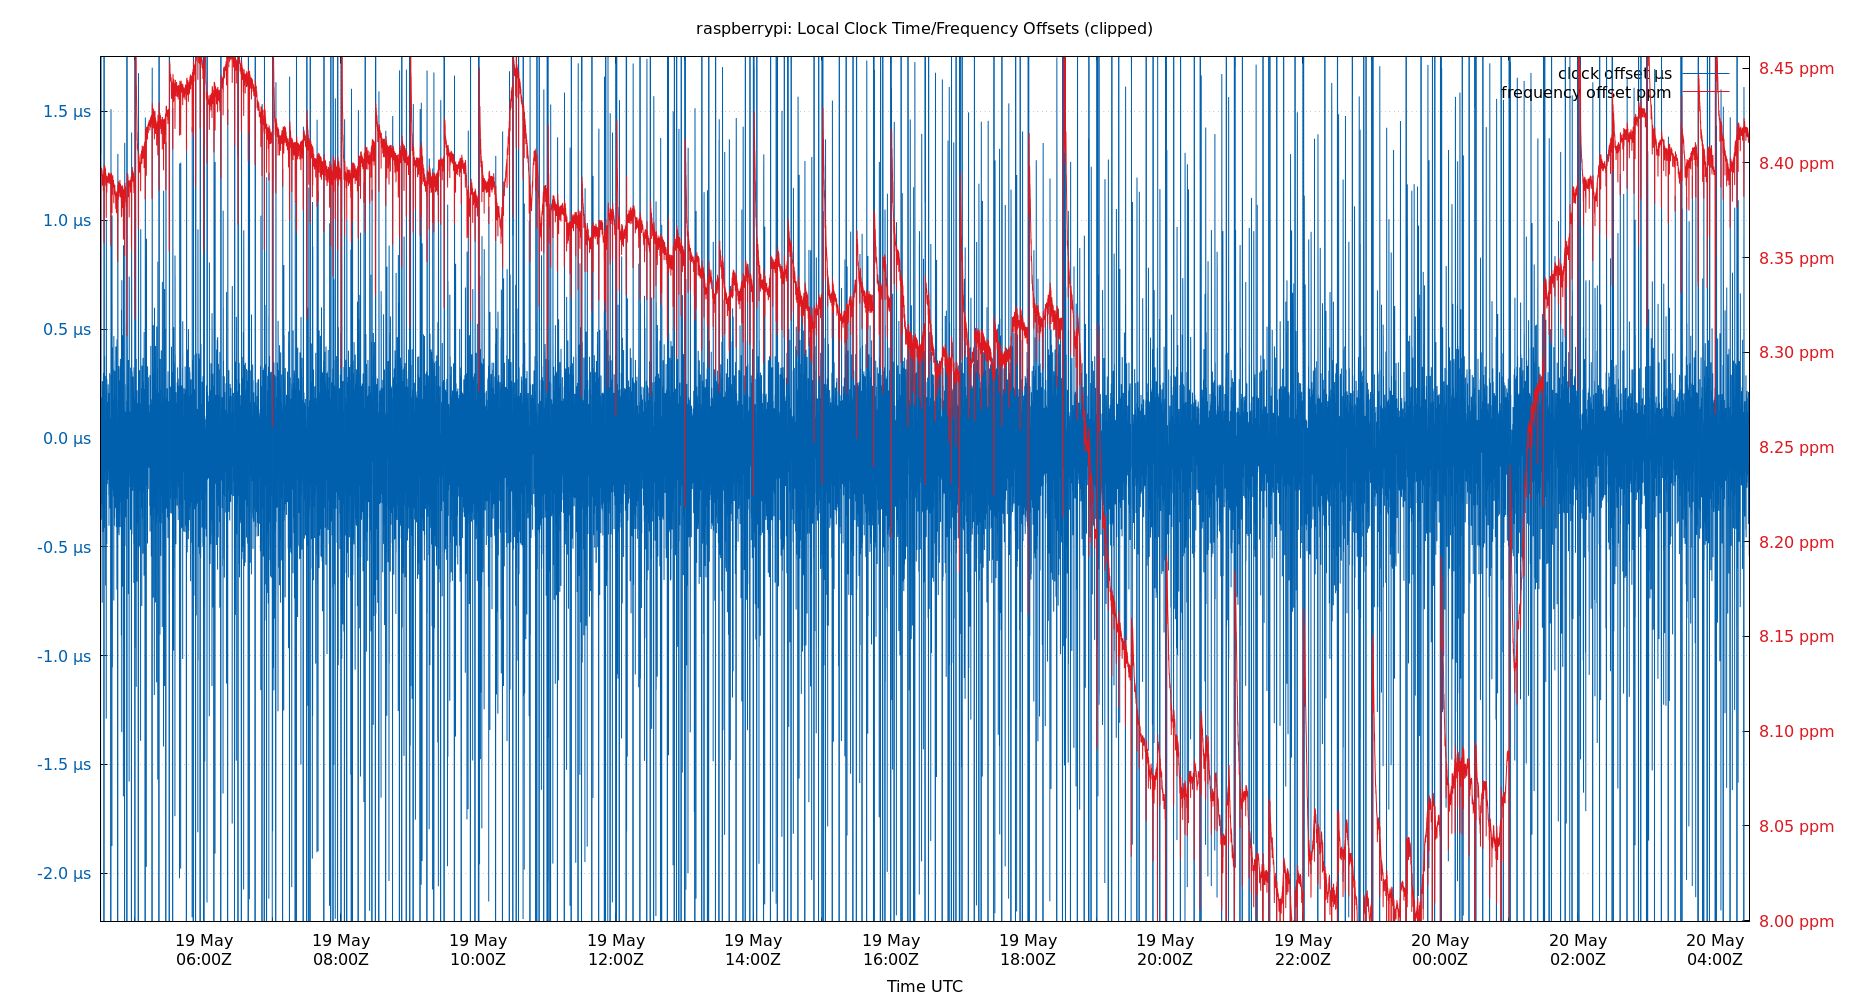 raspberrypi: Local Clock Time/Frequency Offsets (clipped)
clock offset µs
frequency offset ppm
1.5 µs
1.0 µs
0.5 µs
0.0 µs
-0.5 µs
-1.0 µs
-1.5 µs
-2.0 µs
8.45 ppm
8.40 ppm
8.35 ppm
8.30 ppm
8.25 ppm
8.20 ppm
8.15 ppm
8.10 ppm
8.05 ppm
8.00 ppm
19 May 19 May 19 May 19 May 19 May 19 May 19 May 19 May 19 May 20 May 20 May 20 May
06:00Z 08:00Z 10:00Z 12:00Z 14:00Z 16:00Z 18:00Z 20:00Z 22:00Z 00:00Z 02:00Z 04:00Z
Time UTC